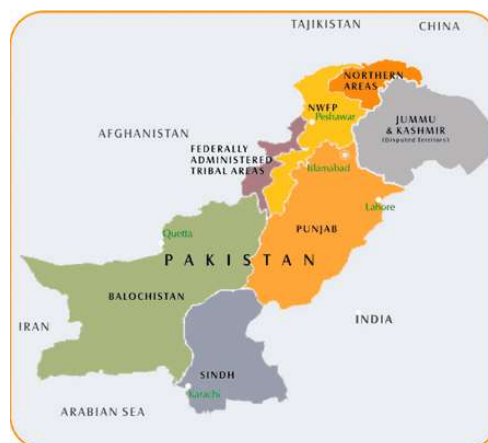 TAJIKISTAN
CHINA
NORTHERN
AREAS
NWFP
Peshawar
JUMMU
& KASHMIR
(Disputed Territory)
AFGHANISTAN
FEDERALLY
ADMINISTERED
TRIBAL AREAS
Islamabad
Lahore
PUNJAB
Quetta
PAKISTAN
BALOCHISTAN
INDIA
IRAN
SINDH
Karachi
ARABIAN SEA